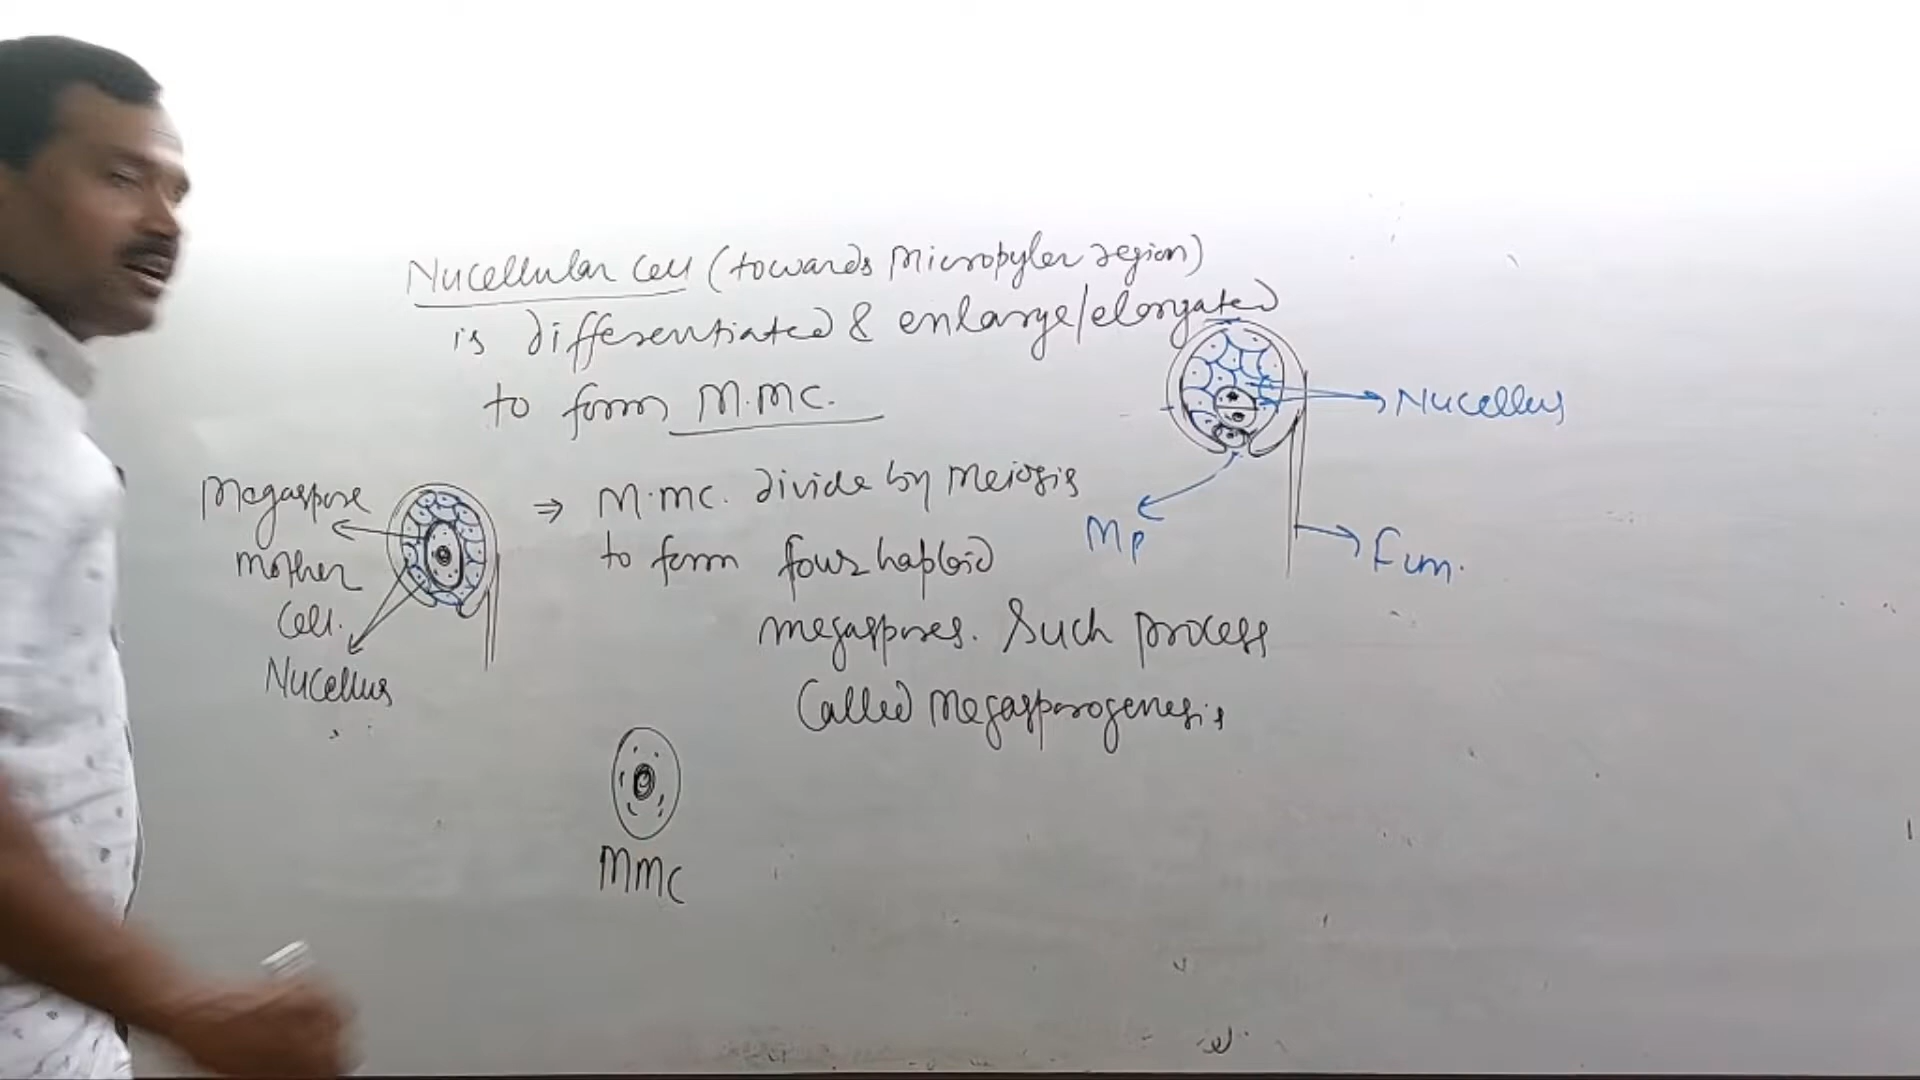 Nucellular cell (towards Micropyler region)
is differentiated & enlarge/elongated
to form M.MC.
Nucellus
Megaspore
mother
cell.
Nucellus
⇒ M.MC. divide by Meiosis
to form four haploid
megaspores. Such process
Called Megasporogenesis
MP
Fun.
MMC